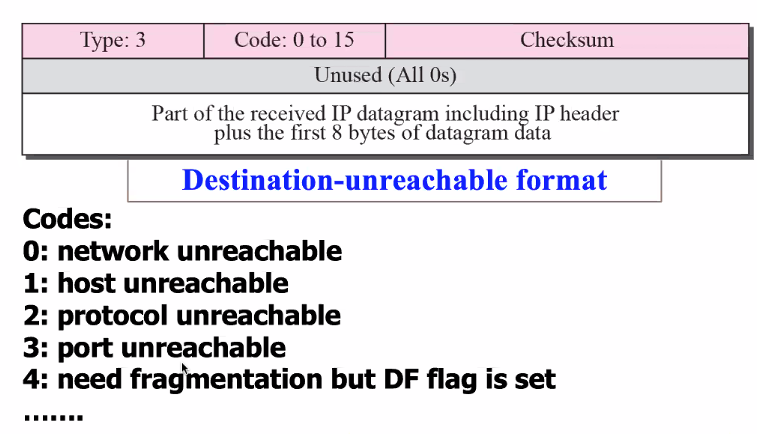 Type: 3 Code: 0 to 15 Checksum
Unused (All 0s)
Part of the received IP datagram including IP header
plus the first 8 bytes of datagram data
Destination-unreachable format
Codes:
0: network unreachable
1: host unreachable
2: protocol unreachable
3: port unreachable
4: need fragmentation but DF flag is set
.......